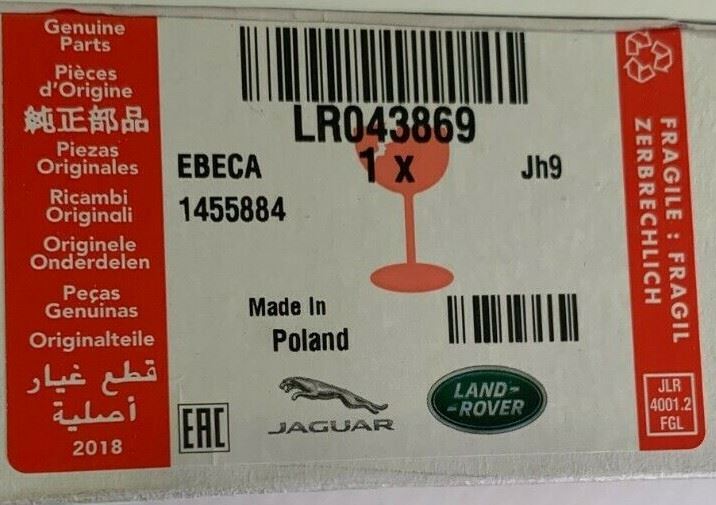 Genuine
Parts
Pièces
d'Origine
純正部品
Piezas
Originales
Ricambi
Originali
Originele
Onderdelen
Peças
Genuinas
Originalteile
قطع غيار
أصلية
2018
LR043869
1 x
EBECA
Jh9
1455884
Made In
Poland
EAC
JAGUAR
LAND-
-ROVER
FRAGILE : FRAGIL
ZERBRECHLICH
JLR
4001.2
FGL